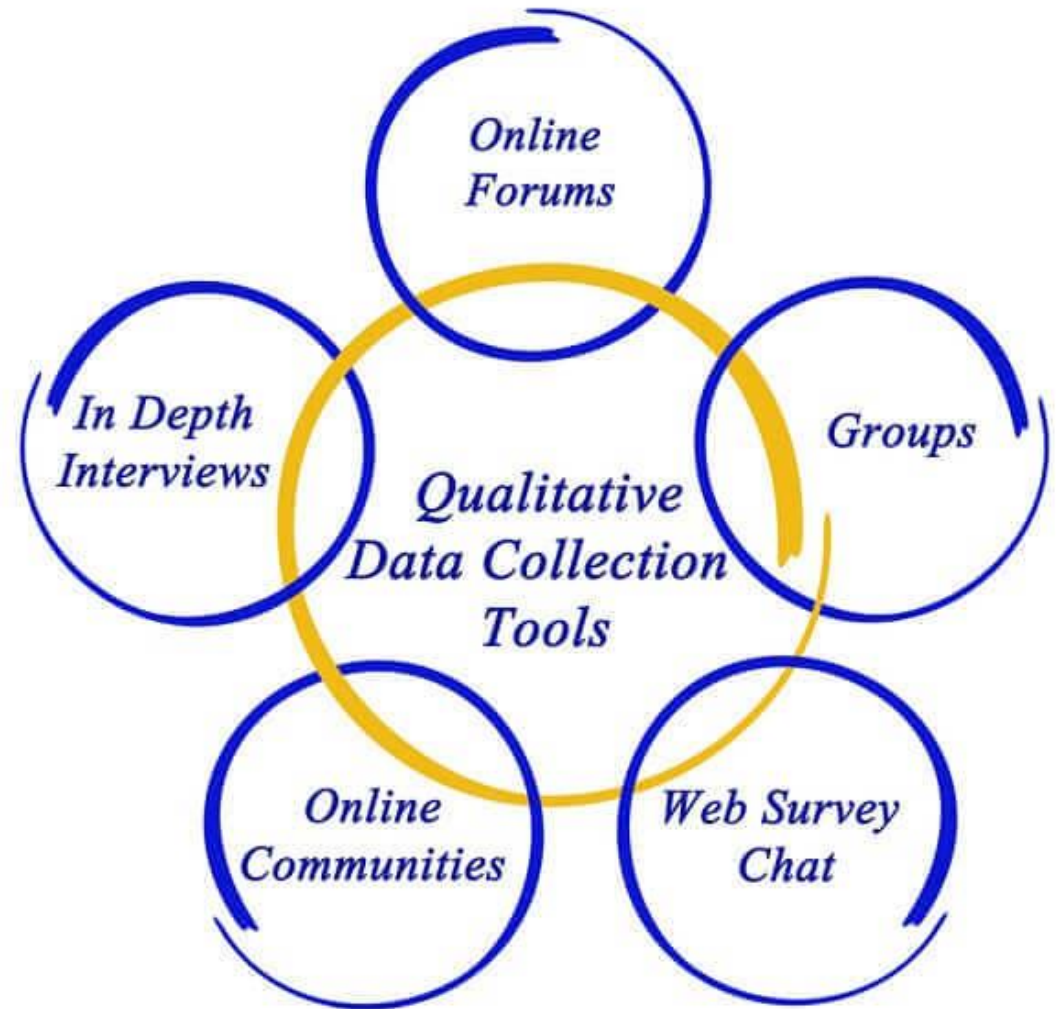 Online
Forums
In Depth
Interviews
Groups
Qualitative
Data Collection
Tools
Online
Communities
Web Survey
Chat